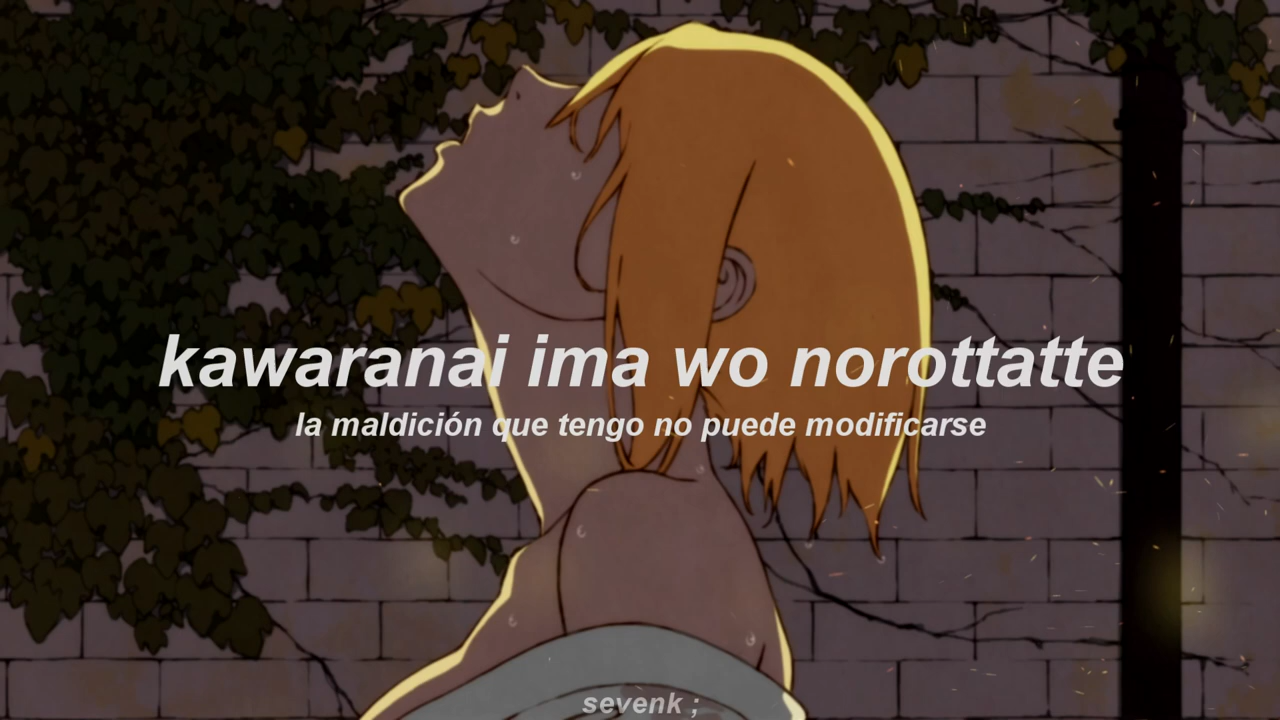 kawaranai ima wo norottatte
la maldición que tengo no puede modificarse
sevenk ;